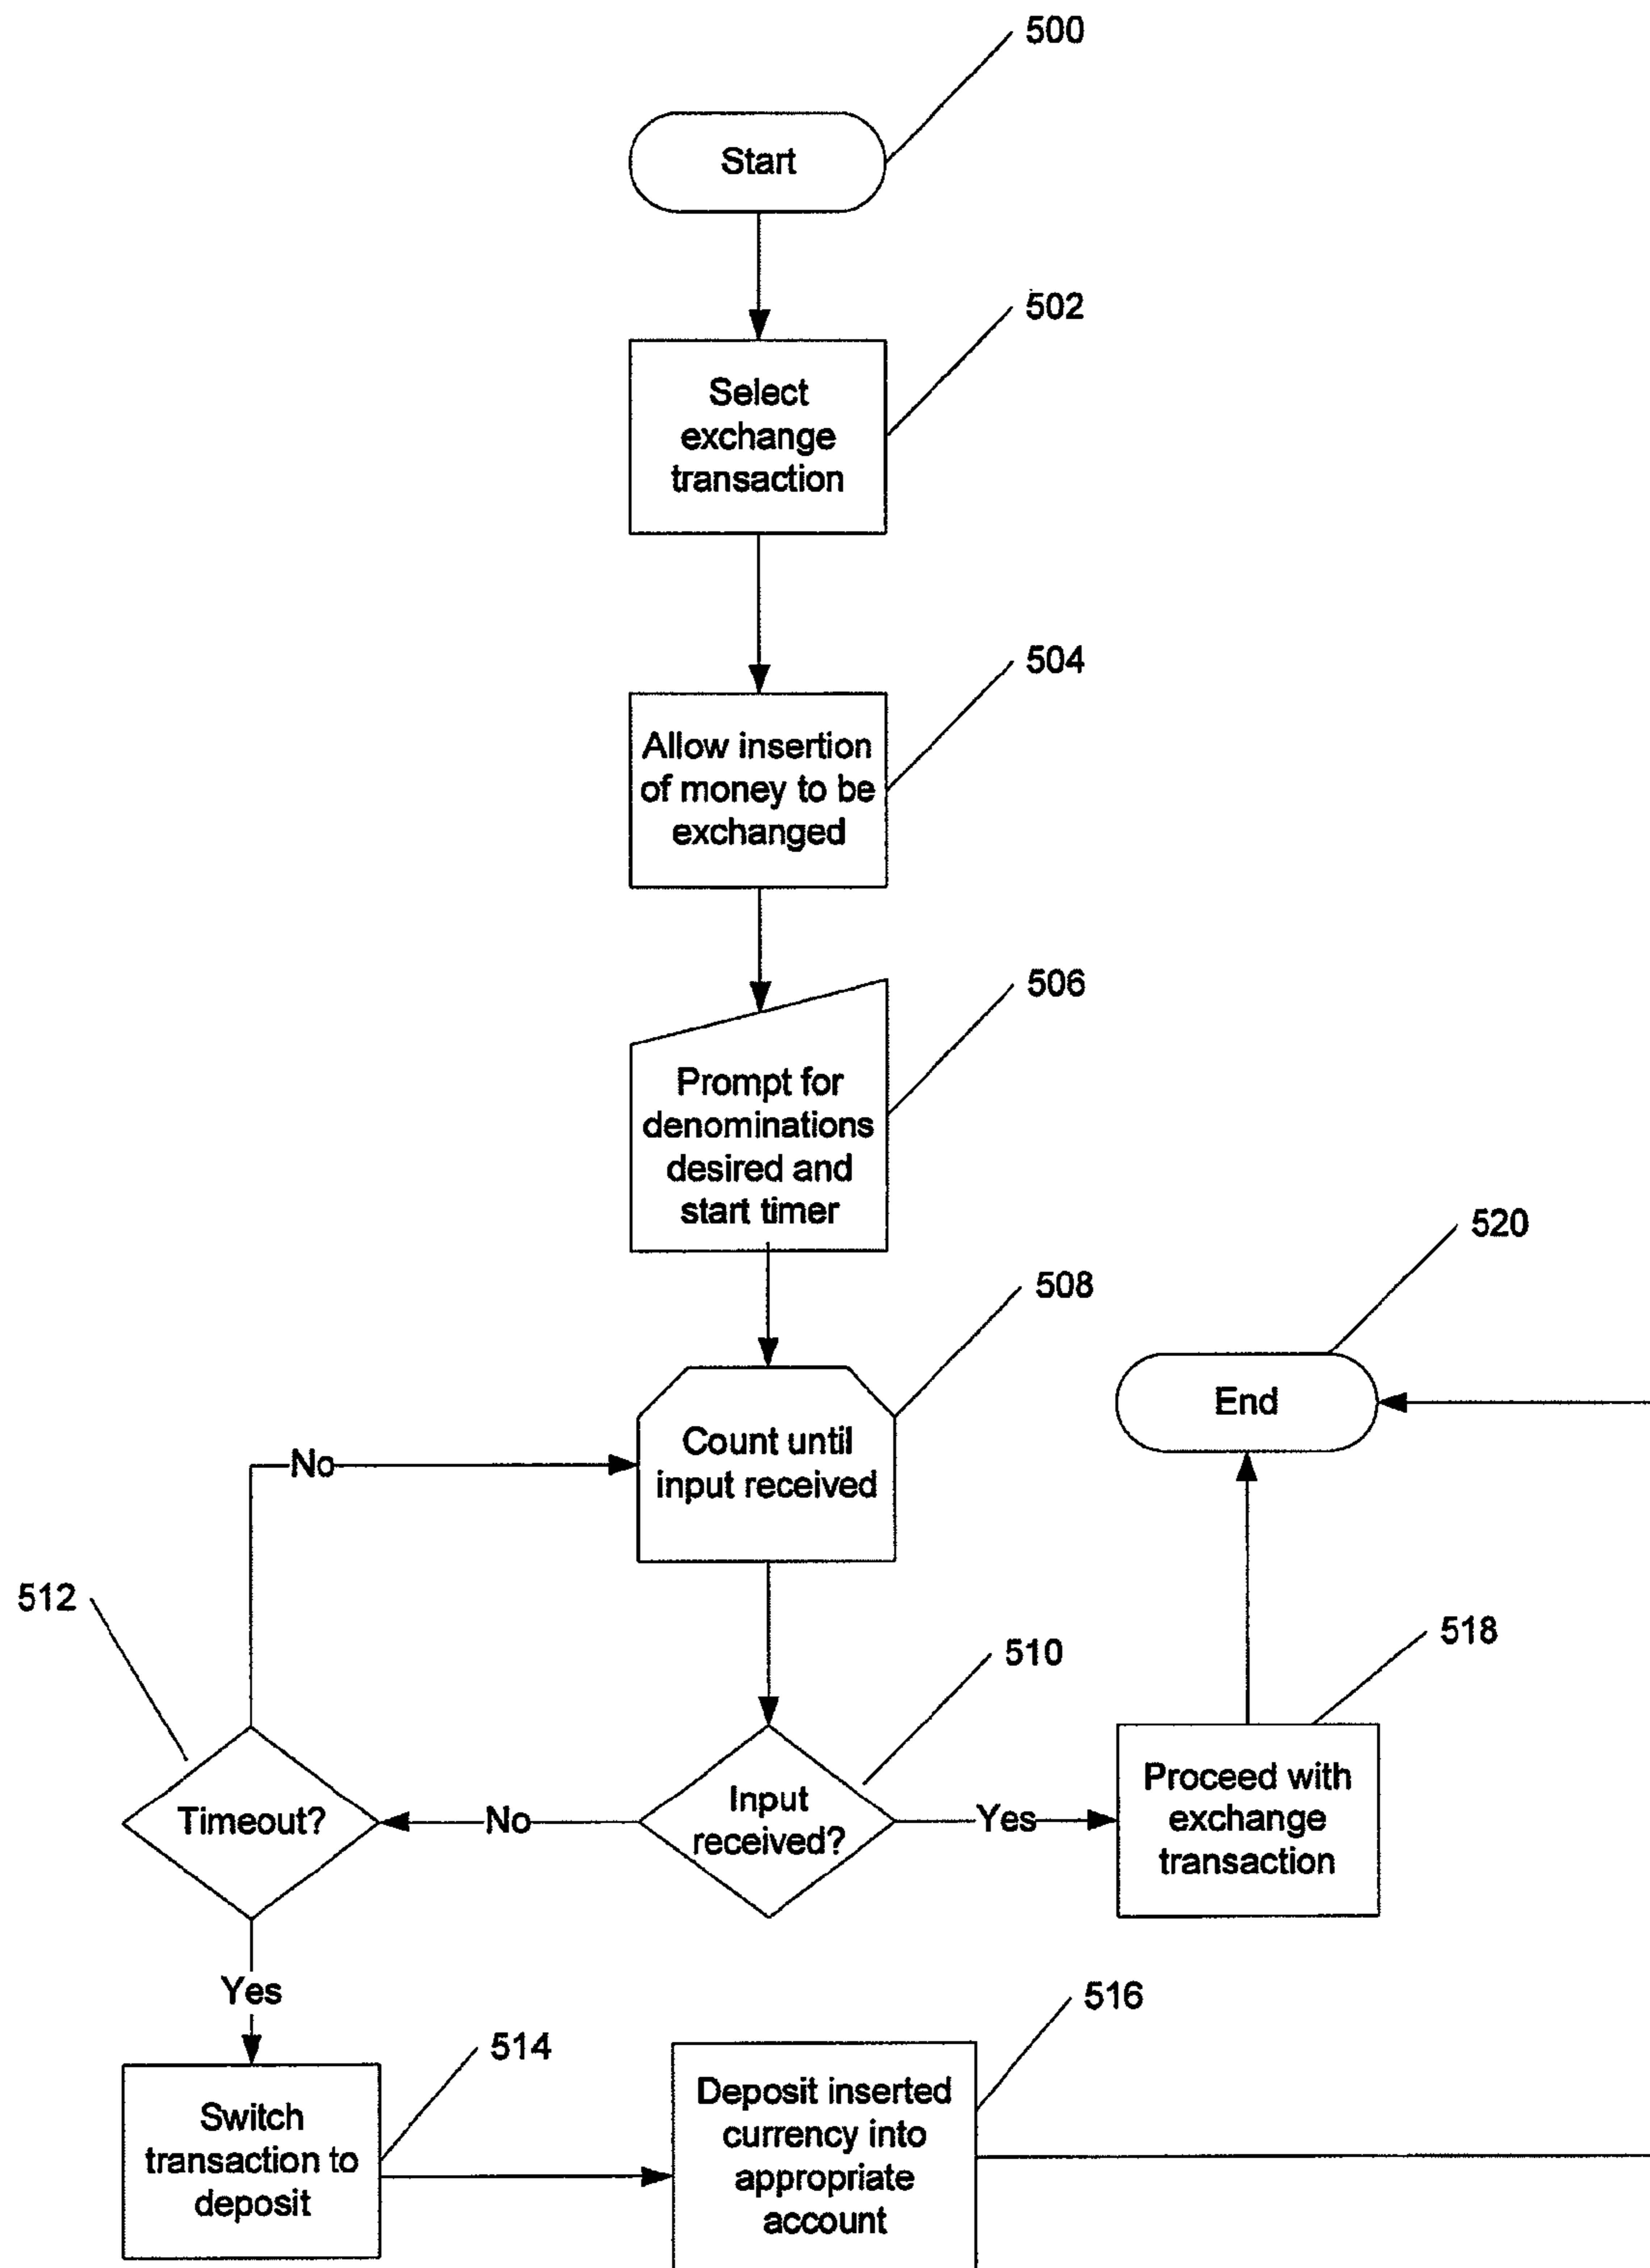 500
Start
502
Select
exchange
transaction
504
Allow insertion
of money to be
exchanged
506
Prompt for
denominations
desired and
start timer
508
Count until
input received
520
End
No
512
Timeout?
No
510
Input
received?
Yes
518
Proceed with
exchange
transaction
Yes
514
Switch
transaction to
deposit
516
Deposit inserted
currency into
appropriate
account